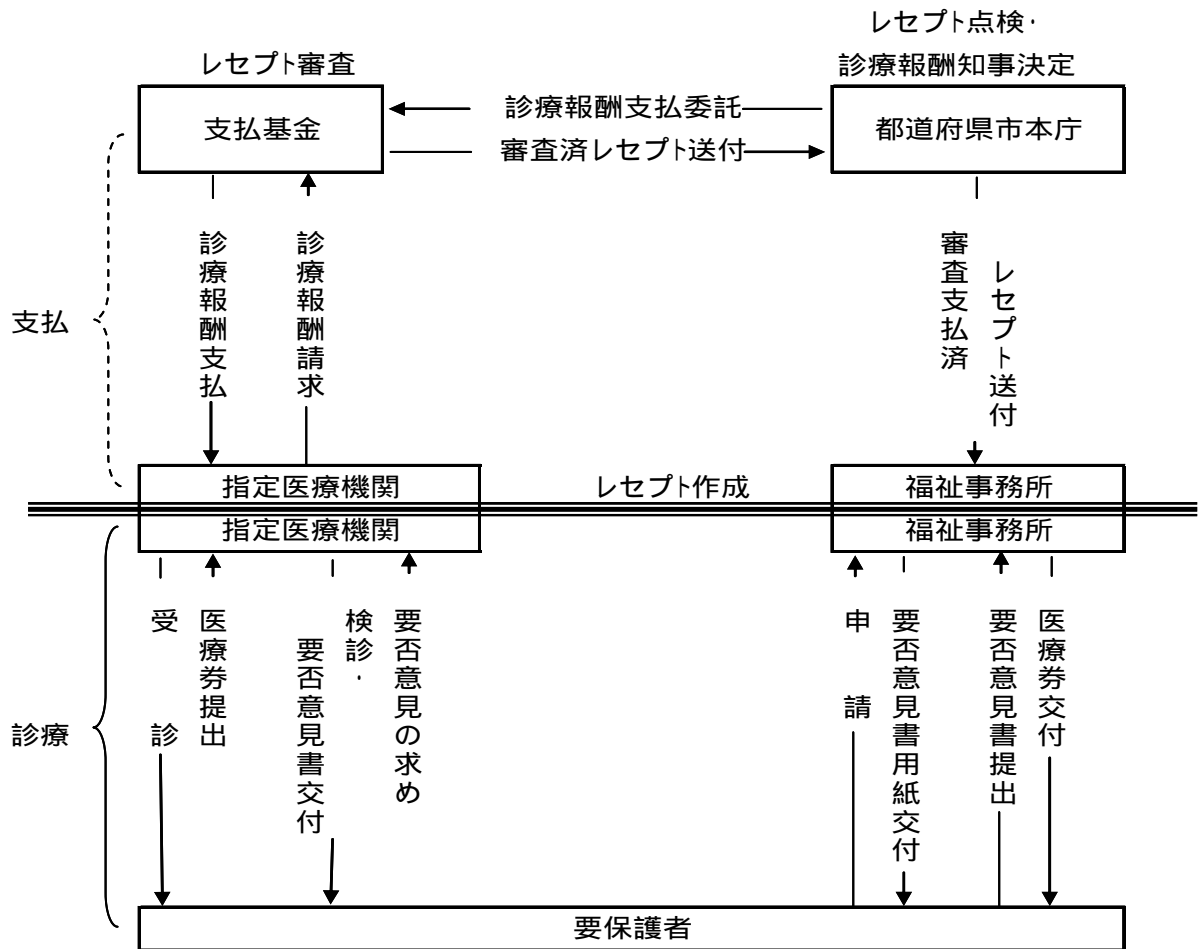 レセプト点検・
診療報酬知事決定
レセプト審査
支払基金
診療報酬支払委託
審査済レセプト送付
都道府県市本庁
支払
診療報酬支払
診療報酬請求
審査支払済
レセプト送付
指定医療機関
レセプト作成
福祉事務所
指定医療機関
福祉事務所
診療
受診
医療券提出
検診・
要否意見書交付
要否意見の求め
申請
要否意見書用紙交付
要否意見書提出
医療券交付
要保護者